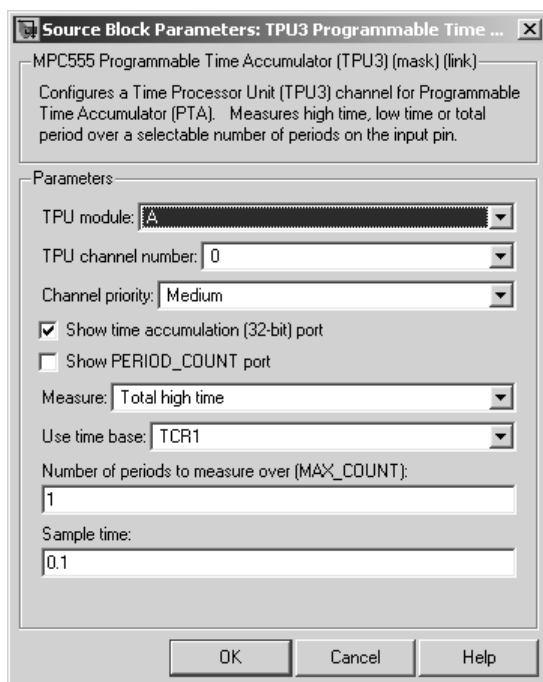 Source Block Parameters: TPU3 Programmable Time ...
MPC555 Programmable Time Accumulator (TPU3) (mask) (link)
Configures a Time Processor Unit (TPU3) channel for Programmable
Time Accumulator (PTA). Measures high time, low time or total
period over a selectable number of periods on the input pin.
Parameters
TPU module: A
TPU channel number: 0
Channel priority: Medium
Show time accumulation (32-bit) port
Show PERIOD_COUNT port
Measure: Total high time
Use time base: TCR1
Number of periods to measure over (MAX_COUNT):
1
Sample time:
0.1
OK Cancel Help